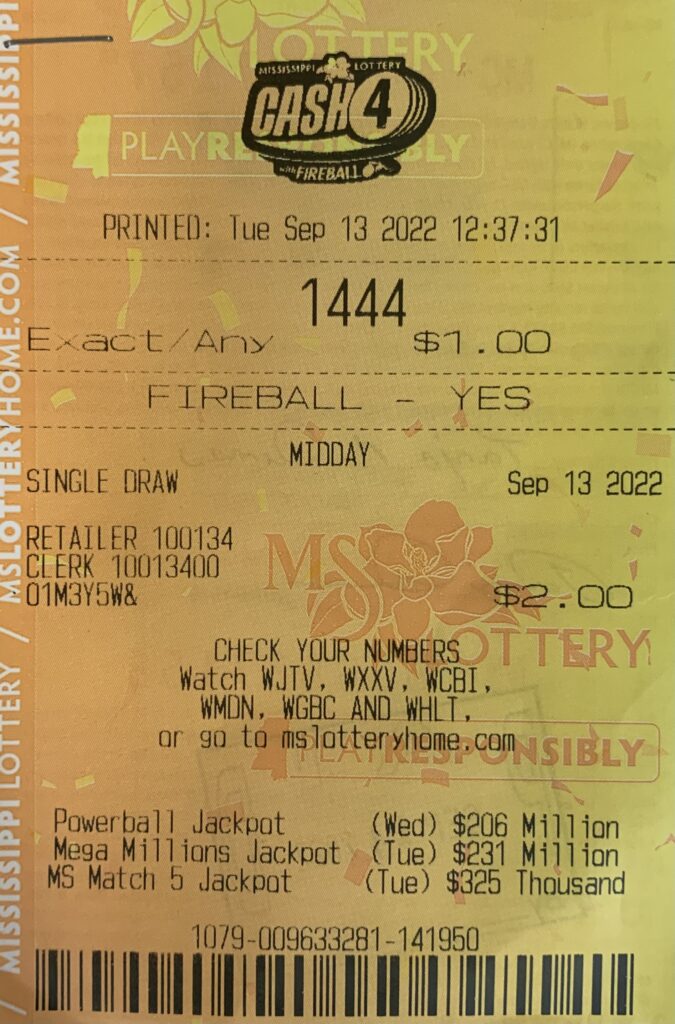 LOTTERY
MISSISSIPPI LOTTERY
CASH 4
PLAY RESPONSIBLY
with FIREBALL
PRINTED: Tue Sep 13 2022 12:37:31
1444
Exact/Any $1.00
FIREBALL - YES
MIDDAY
SINGLE DRAW Sep 13 2022
RETAILER 100134
CLERK 10013400
01M3Y5W& $2.00
MS LOTTERY
CHECK YOUR NUMBERS
Watch WJTV, WXXV, WCBI,
WMDN, WGBC AND WHLT,
or go to mslotteryhome.com
PLAY RESPONSIBLY
Powerball Jackpot (Wed) $206 Million
Mega Millions Jackpot (Tue) $231 Million
MS Match 5 Jackpot (Tue) $325 Thousand
1079-009633281-141950
/ MISSISSIPPI LOTTERY / MSLOTTERYHOME.COM / MISSISSIPPI